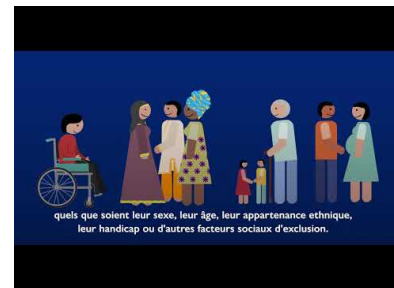 quels que soient leur sexe, leur âge, leur appartenance ethnique,
leur handicap ou d'autres facteurs sociaux d'exclusion.